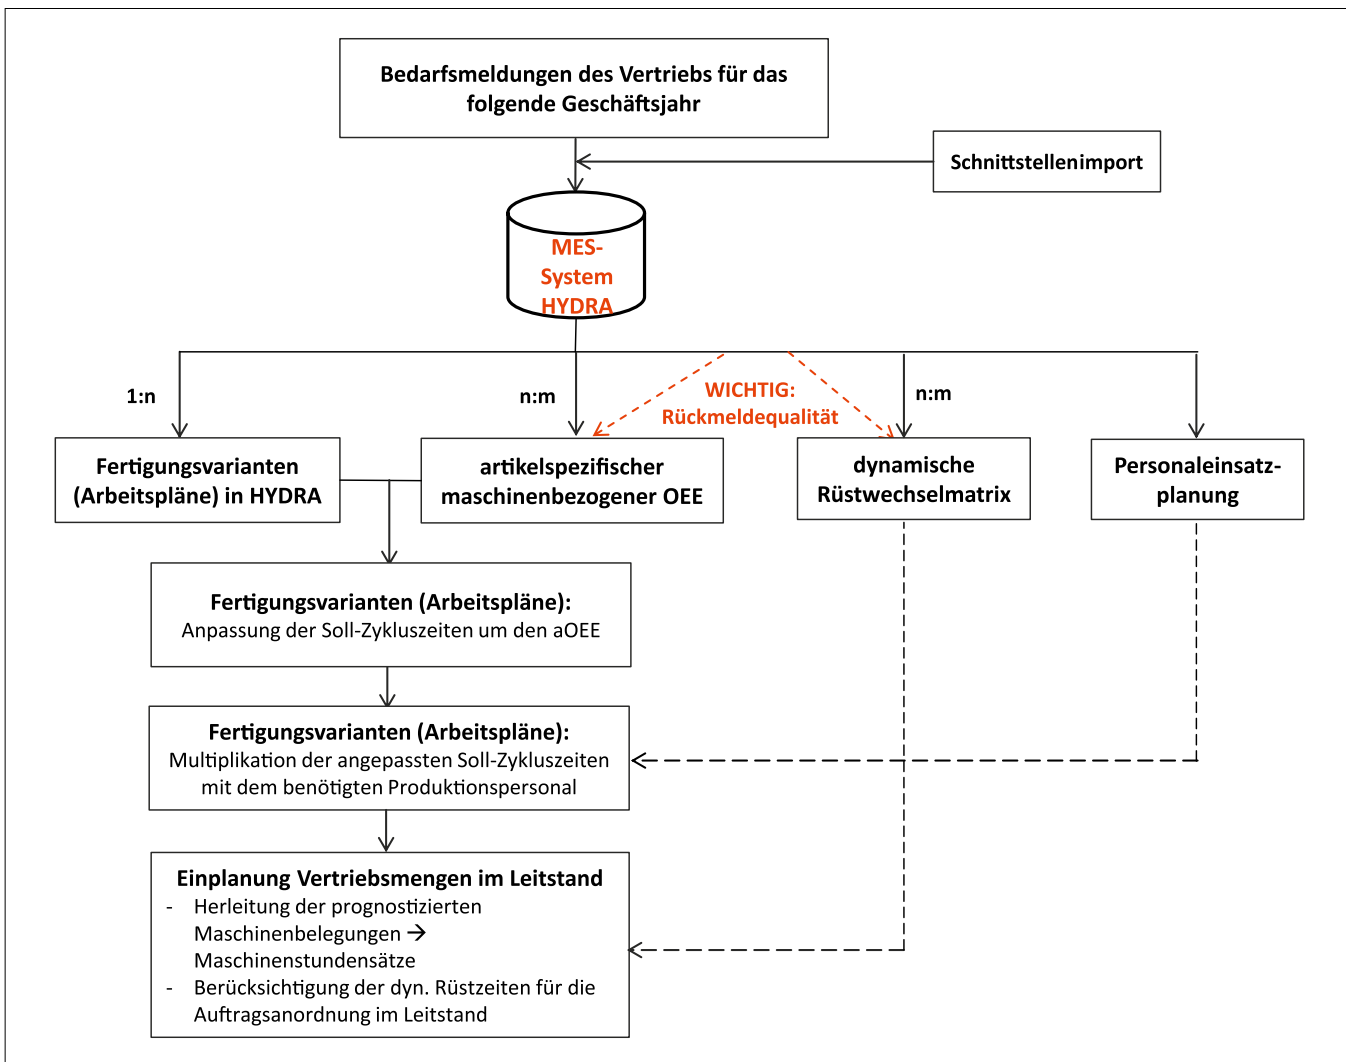 Bedarfsmeldungen des Vertriebs für das
folgende Geschäftsjahr
Schnittstellenimport
MES-
System
HYDRA
1:n
n:m
WICHTIG:
Rückmeldequalität
n:m
Fertigungsvarianten
(Arbeitspläne) in HYDRA
artikelspezifischer
maschinenbezogener OEE
dynamische
Rüstwechselmatrix
Personaleinsatz-
planung
Fertigungsvarianten (Arbeitspläne):
Anpassung der Soll-Zykluszeiten um den aOEE
Fertigungsvarianten (Arbeitspläne):
Multiplikation der angepassten Soll-Zykluszeiten
mit dem benötigten Produktionspersonal
Einplanung Vertriebsmengen im Leitstand
- Herleitung der prognostizierten
Maschinenbelegungen →
Maschinenstundensätze
- Berücksichtigung der dyn. Rüstzeiten für die
Auftragsanordnung im Leitstand